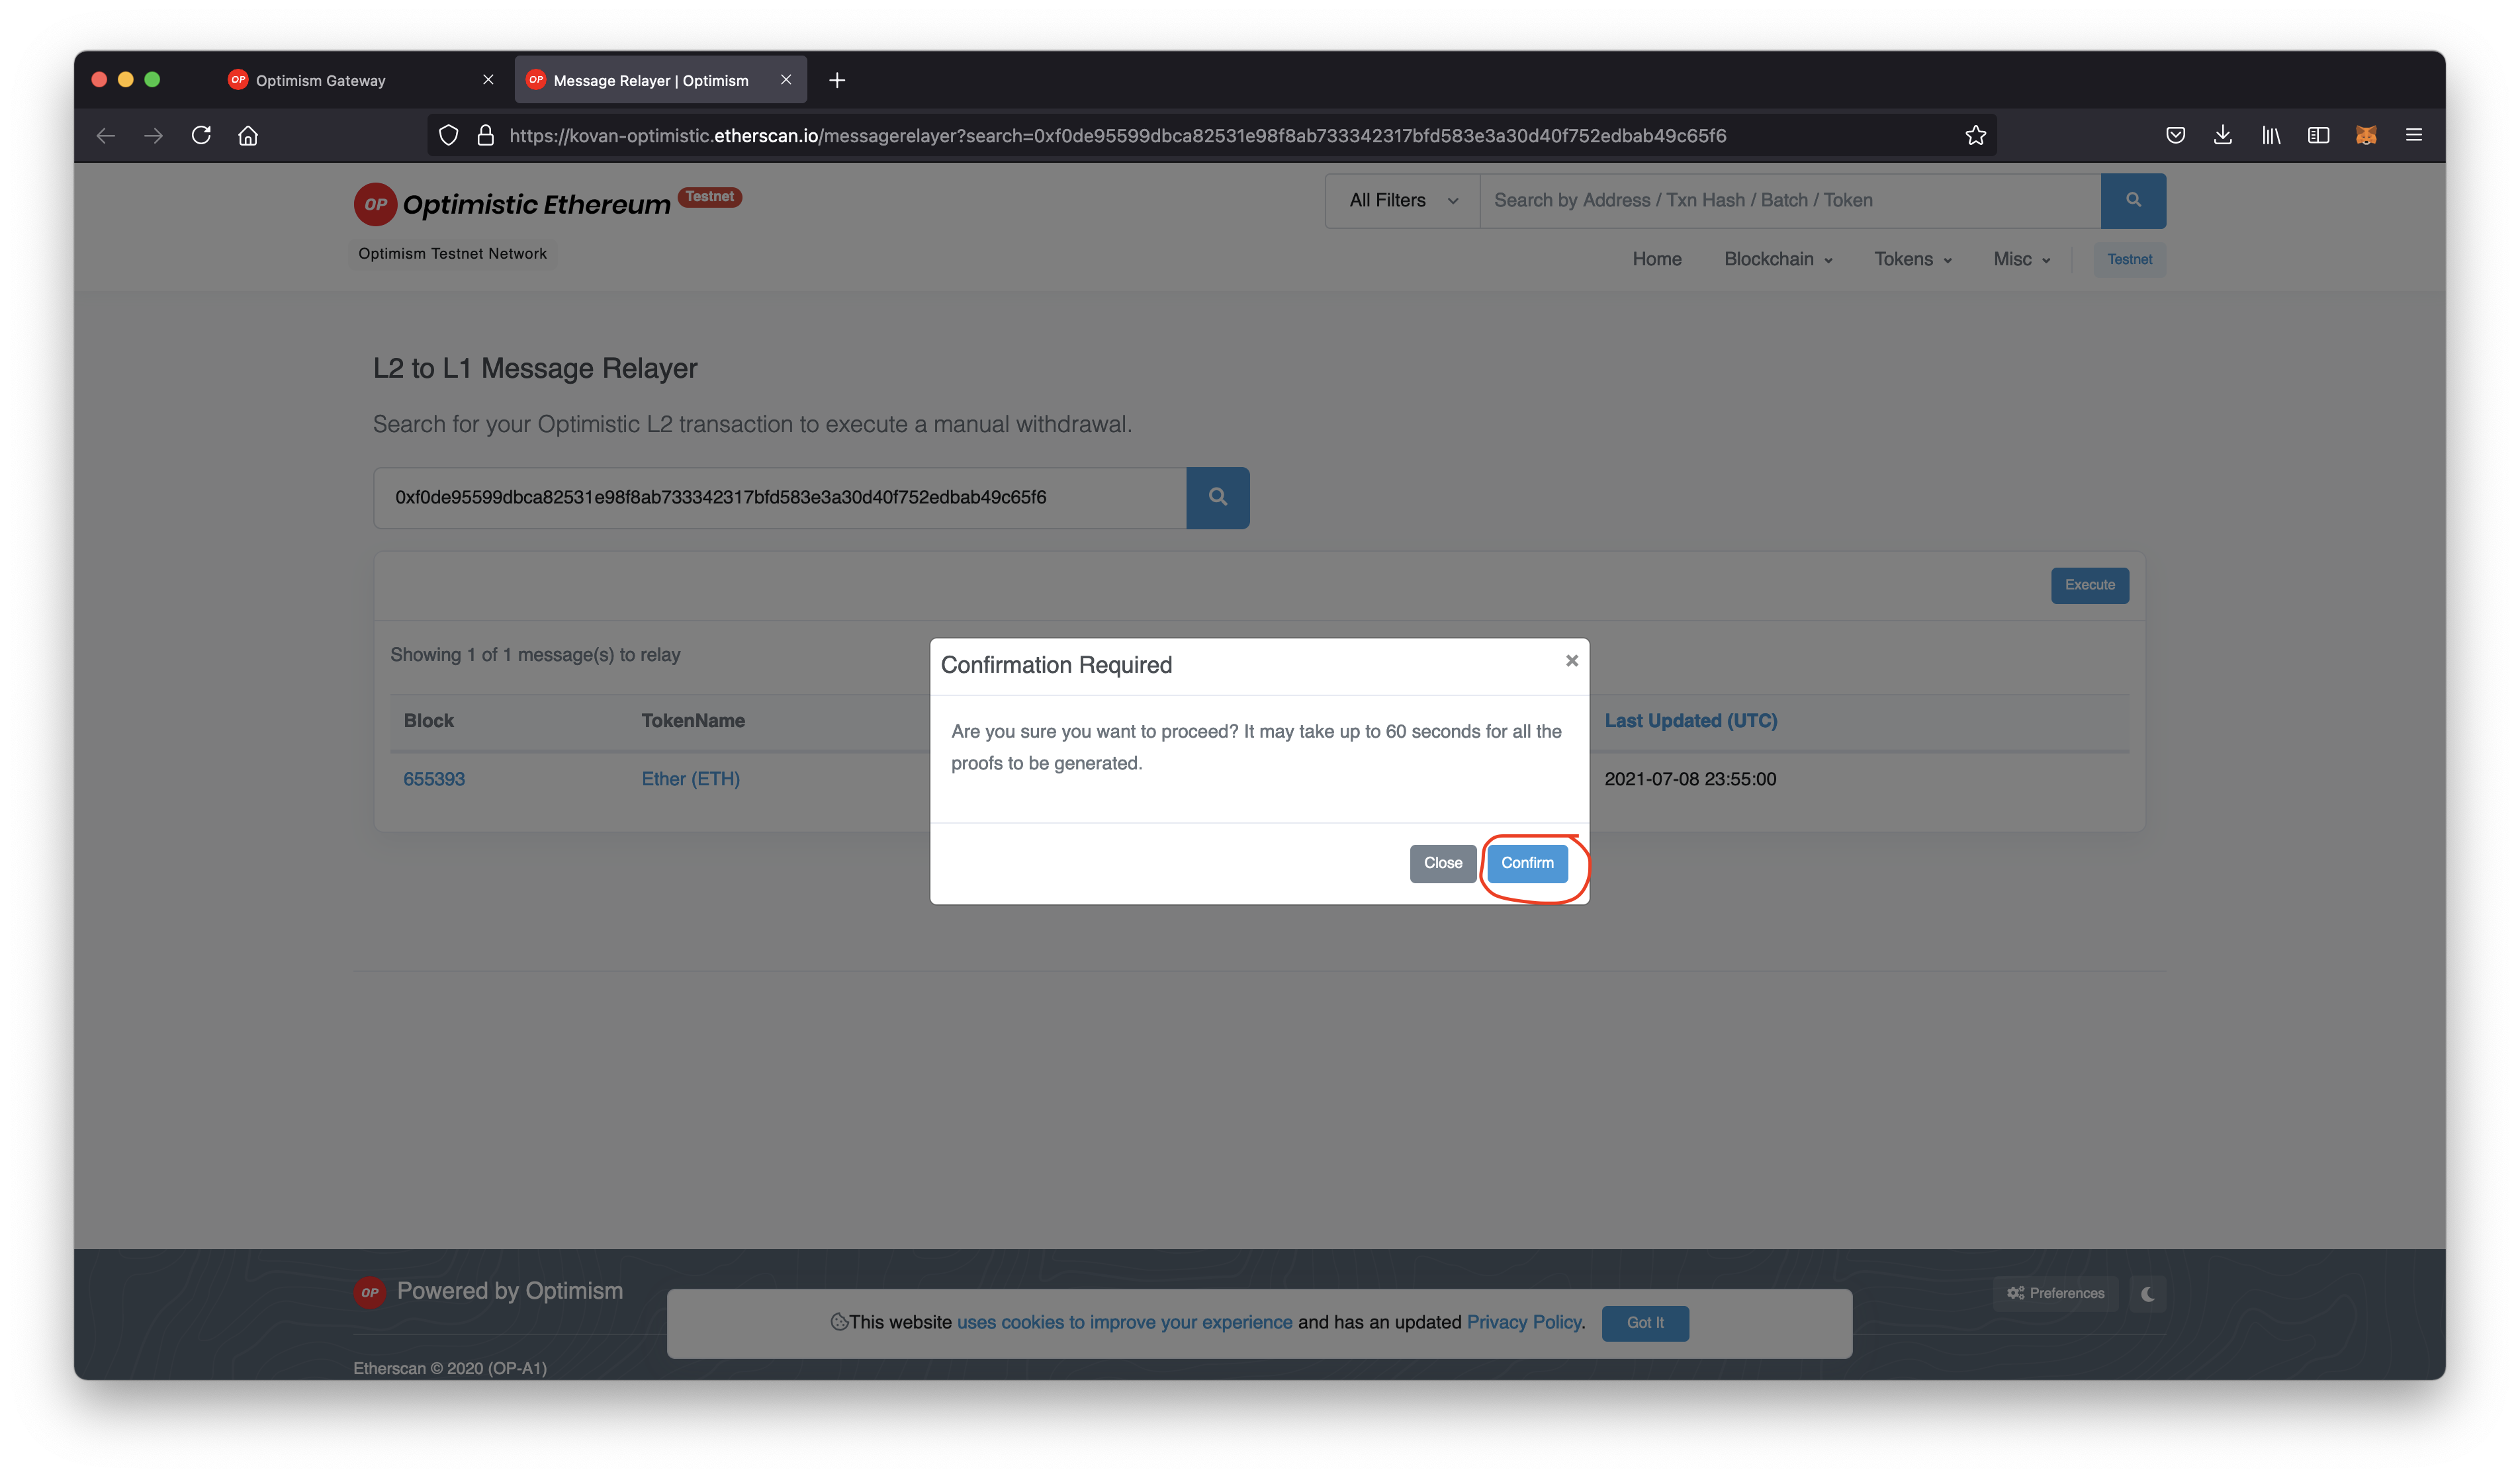 OP Optimism Gateway
OP Message Relayer | Optimism
https://kovan-optimistic.etherscan.io/messagerelayer?search=0xf0de95599dbca82531e98f8ab733342317bfd583e3a30d40f752edbab49c65f6
OP Optimistic Ethereum Testnet
All Filters
Search by Address / Txn Hash / Batch / Token
Optimism Testnet Network
Home Blockchain Tokens Misc Testnet
L2 to L1 Message Relayer
Search for your Optimistic L2 transaction to execute a manual withdrawal.
0xf0de95599dbca82531e98f8ab733342317bfd583e3a30d40f752edbab49c65f6
Execute
Showing 1 of 1 message(s) to relay
Block TokenName Last Updated (UTC)
655393 Ether (ETH) 2021-07-08 23:55:00
Confirmation Required
Are you sure you want to proceed? It may take up to 60 seconds for all the
proofs to be generated.
Close Confirm
OP Powered by Optimism
Preferences
This website uses cookies to improve your experience and has an updated Privacy Policy. Got It
Etherscan © 2020 (OP-A1)